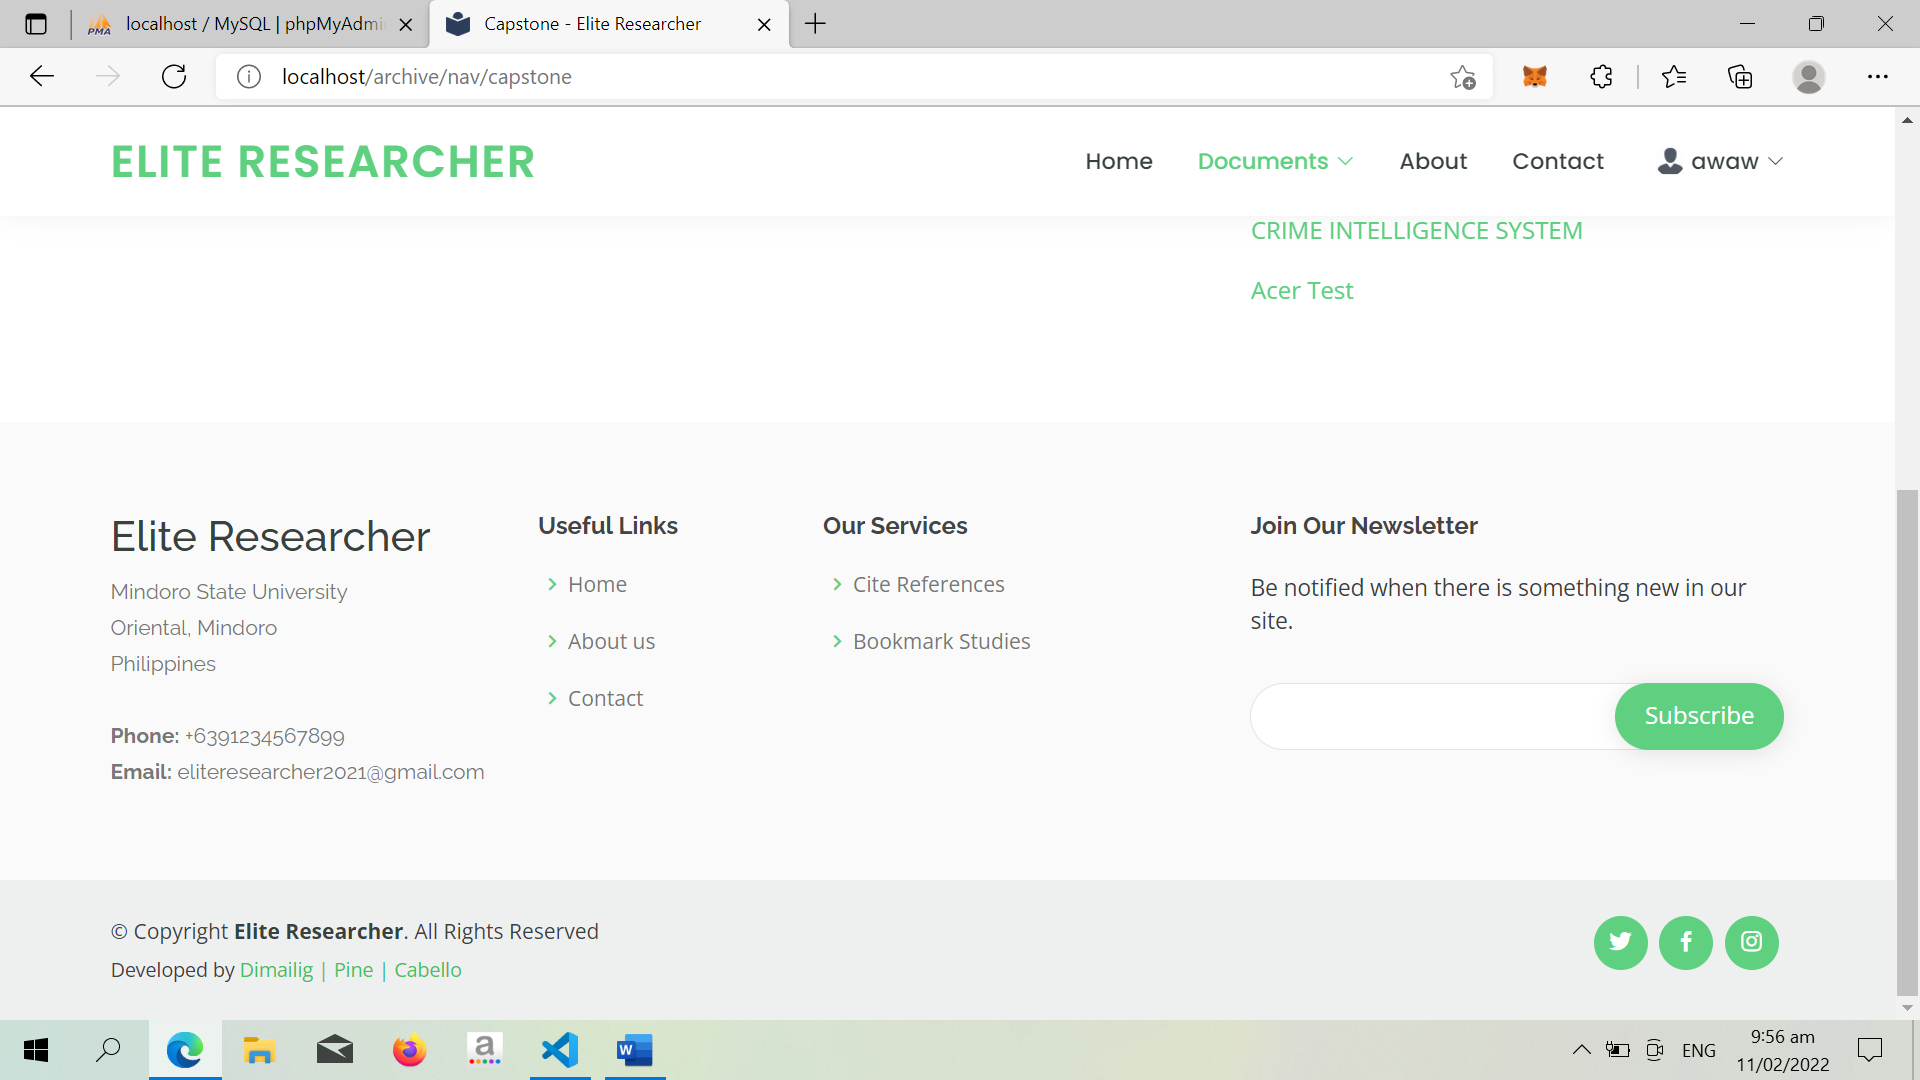 localhost / MySQL | phpMyAdmi
Capstone - Elite Researcher
localhost/archive/nav/capstone
ELITE RESEARCHER
Home
Documents
About
Contact
awaw
CRIME INTELLIGENCE SYSTEM
Acer Test
Elite Researcher
Mindoro State University
Oriental, Mindoro
Philippines
Phone: +6391234567899
Email: eliteresearcher2021@gmail.com
Useful Links
Home
About us
Contact
Our Services
Cite References
Bookmark Studies
Join Our Newsletter
Be notified when there is something new in our
site.
Subscribe
© Copyright Elite Researcher. All Rights Reserved
Developed by Dimailig | Pine | Cabello
ENG
9:56 am
11/02/2022